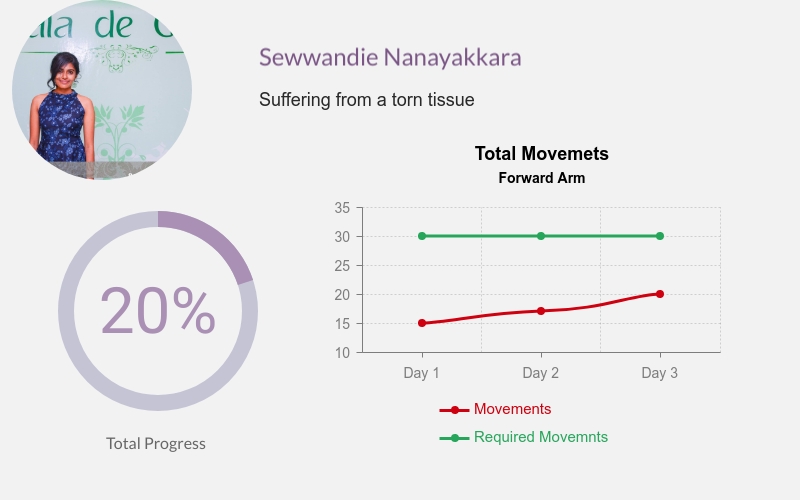 de
Sewwandie Nanayakkara
Suffering from a torn tissue
Total Movemets
Forward Arm
35
30
25
20
15
10
Day 1 Day 2 Day 3
Movements
Required Movemnts
20%
Total Progress